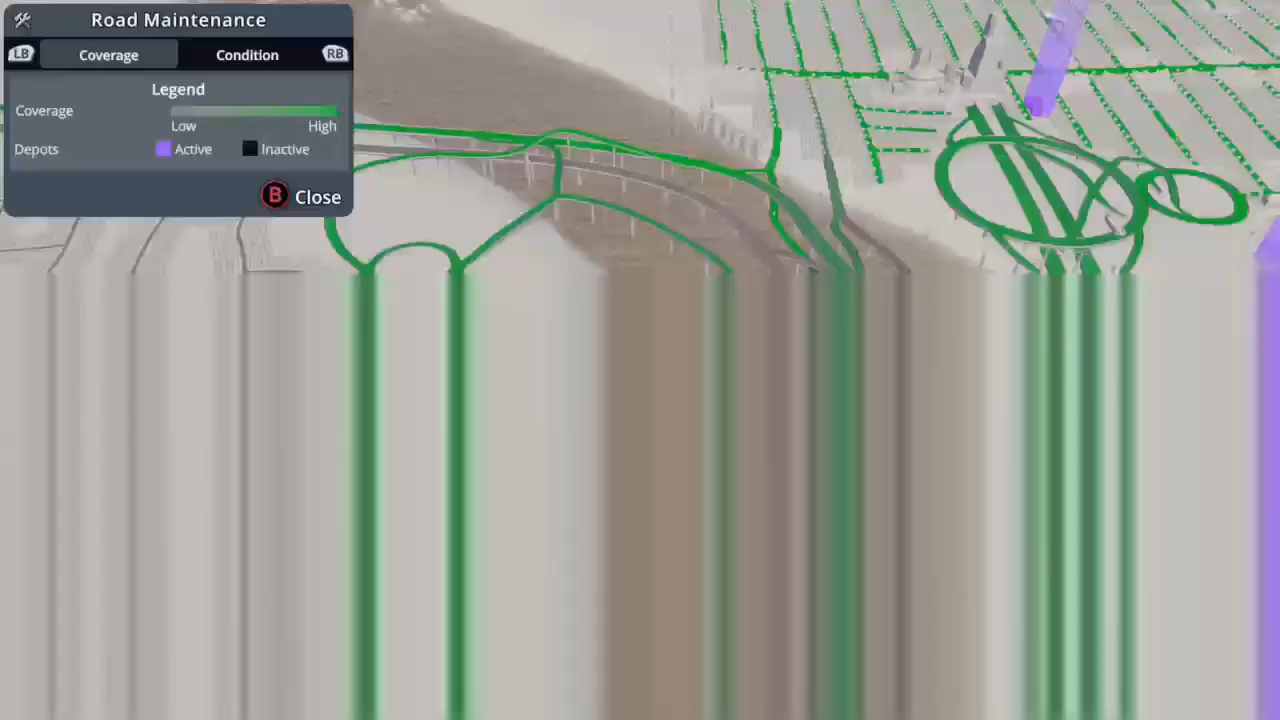 Road Maintenance
LB Coverage Condition RB
Legend
Coverage
Low High
Depots Active Inactive
B Close